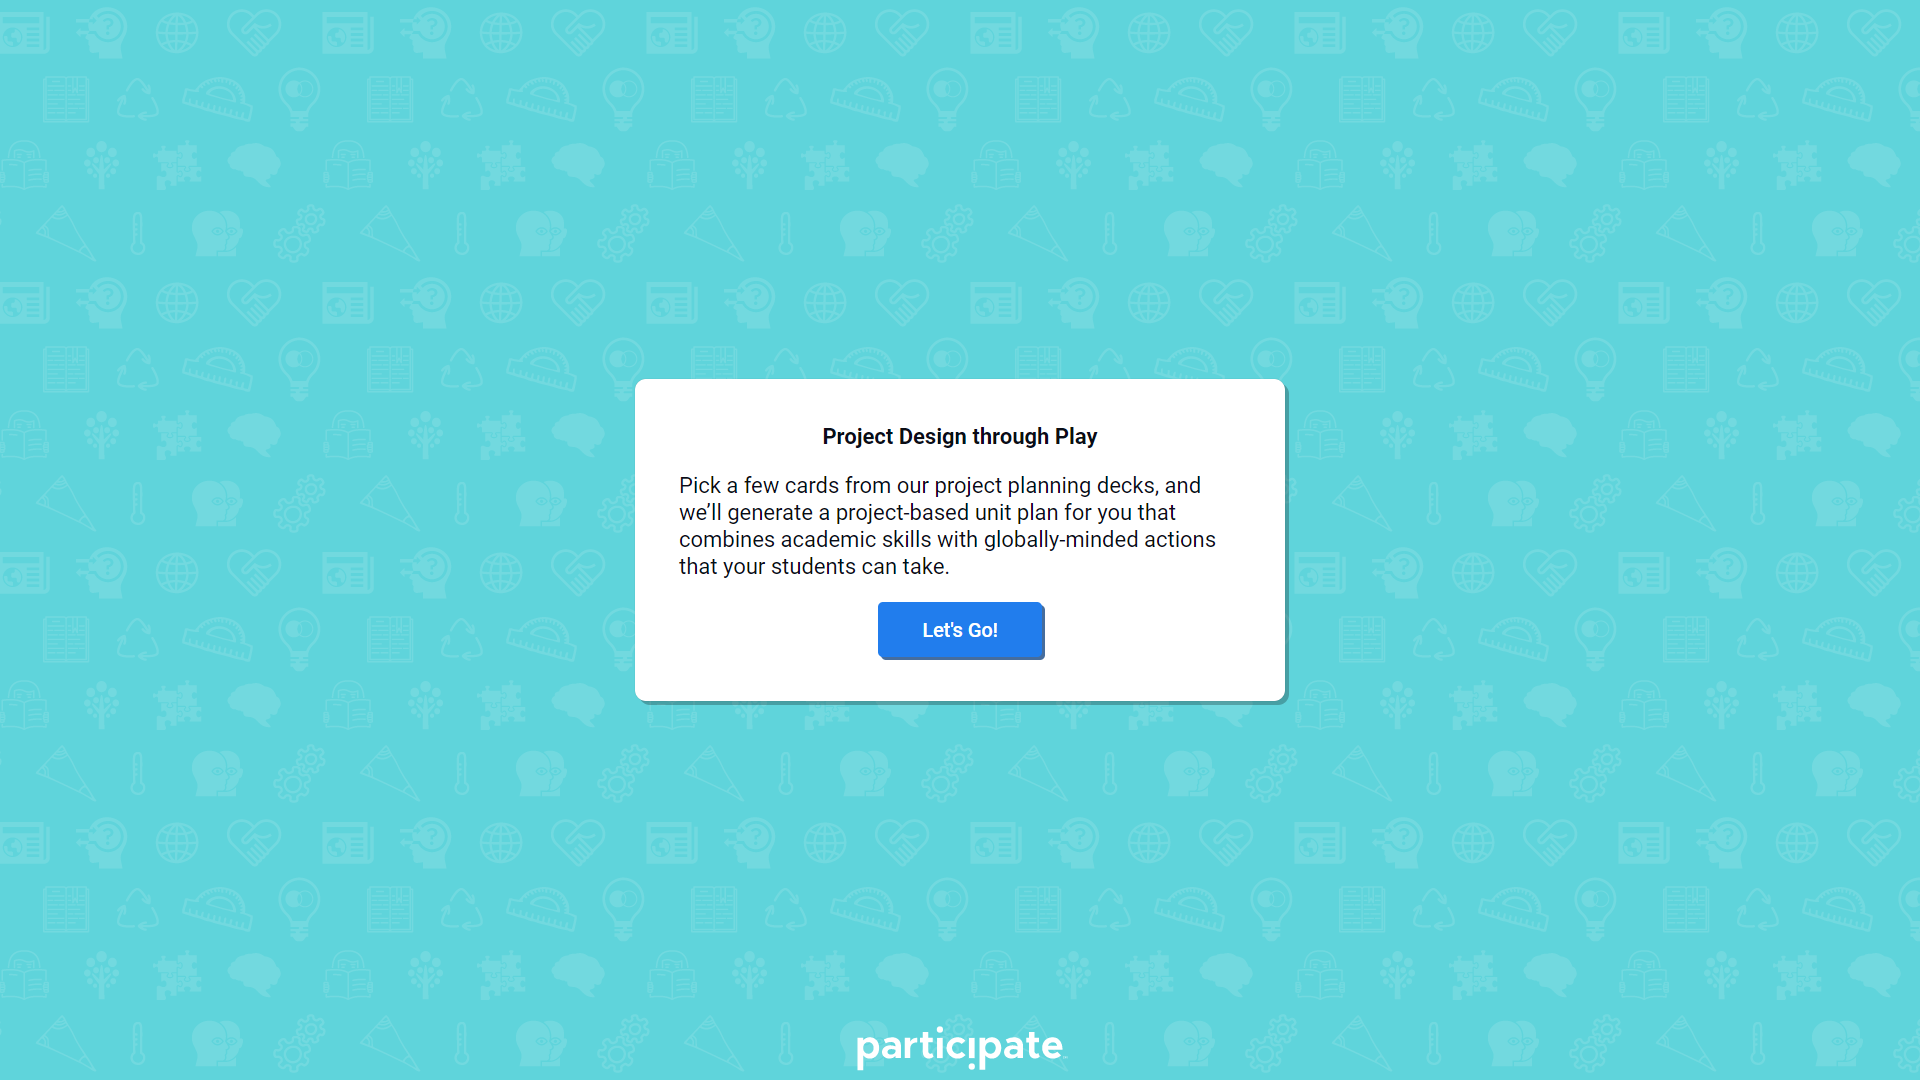 Project Design through Play
Pick a few cards from our project planning decks, and
we’ll generate a project-based unit plan for you that
combines academic skills with globally-minded actions
that your students can take.
Let's Go!
participate